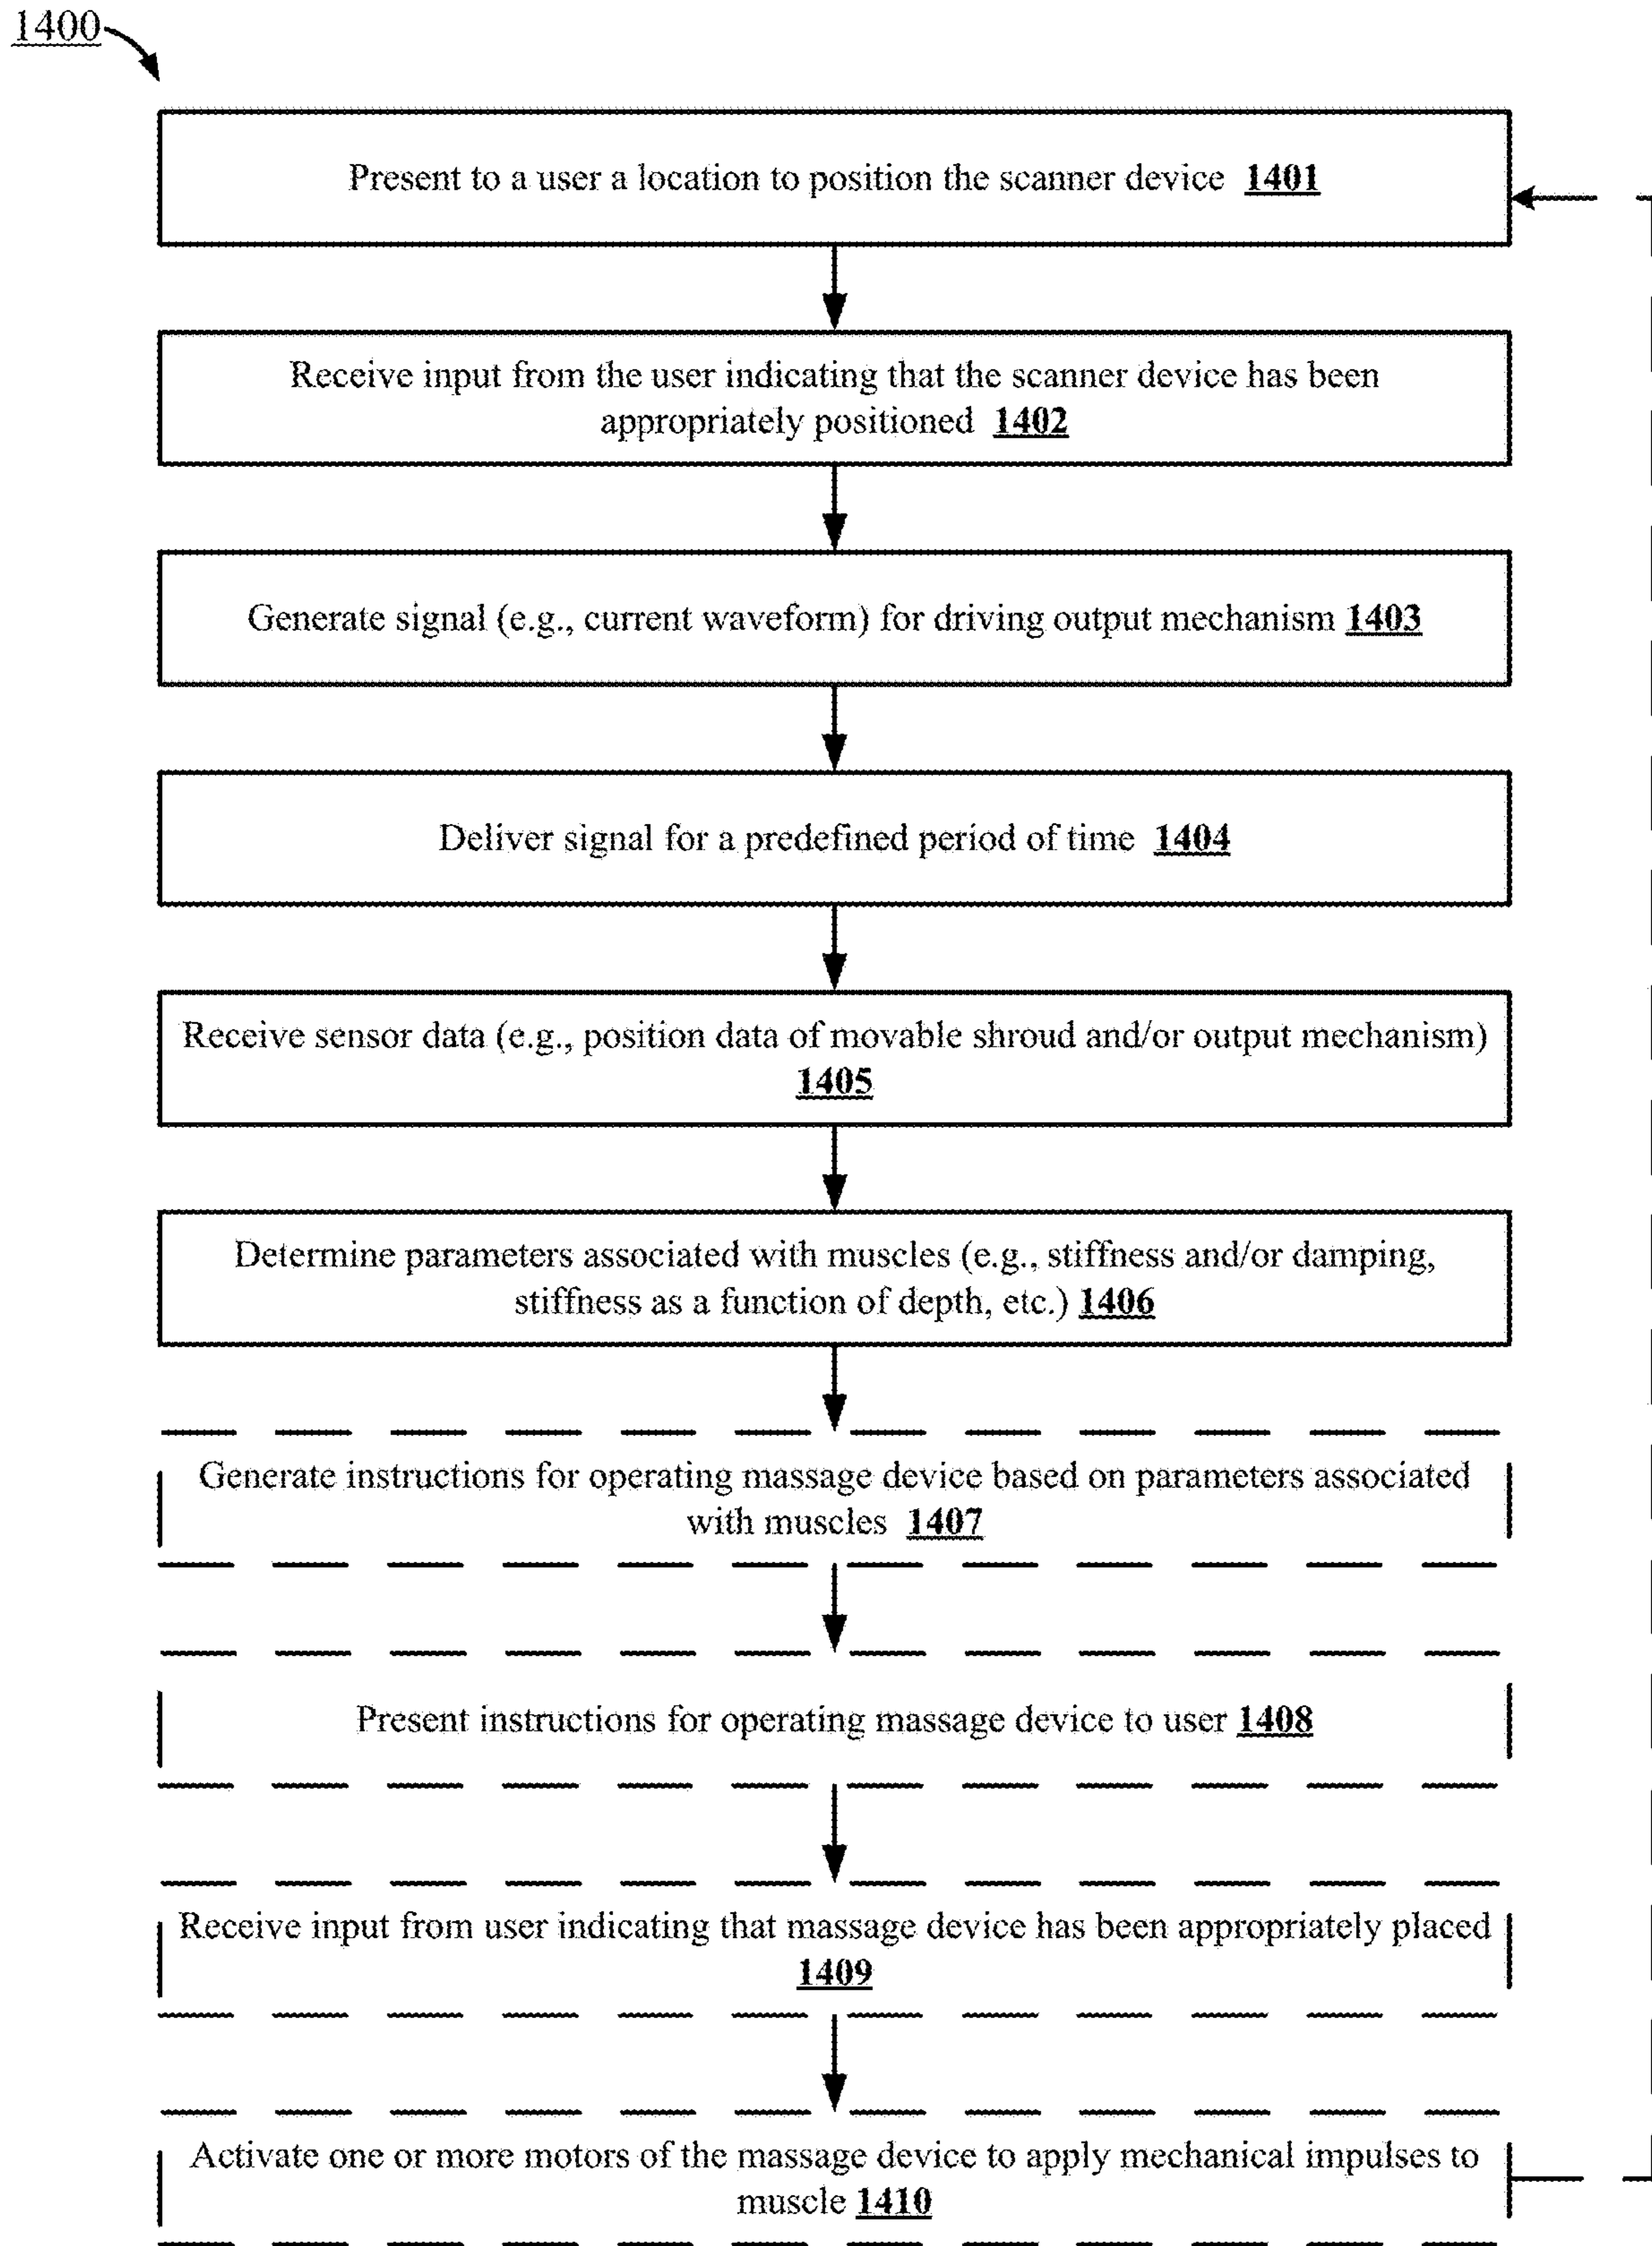 1400
Present to a user a location to position the scanner device 1401
Receive input from the user indicating that the scanner device has been
appropriately positioned 1402
Generate signal (e.g., current waveform) for driving output mechanism 1403
Deliver signal for a predefined period of time 1404
Receive sensor data (e.g., position data of movable shroud and/or output mechanism)
1405
Determine parameters associated with muscles (e.g., stiffness and/or damping,
stiffness as a function of depth, etc.) 1406
Generate instructions for operating massage device based on parameters associated
with muscles 1407
Present instructions for operating massage device to user 1408
Receive input from user indicating that massage device has been appropriately placed
1409
Activate one or more motors of the massage device to apply mechanical impulses to
muscle 1410